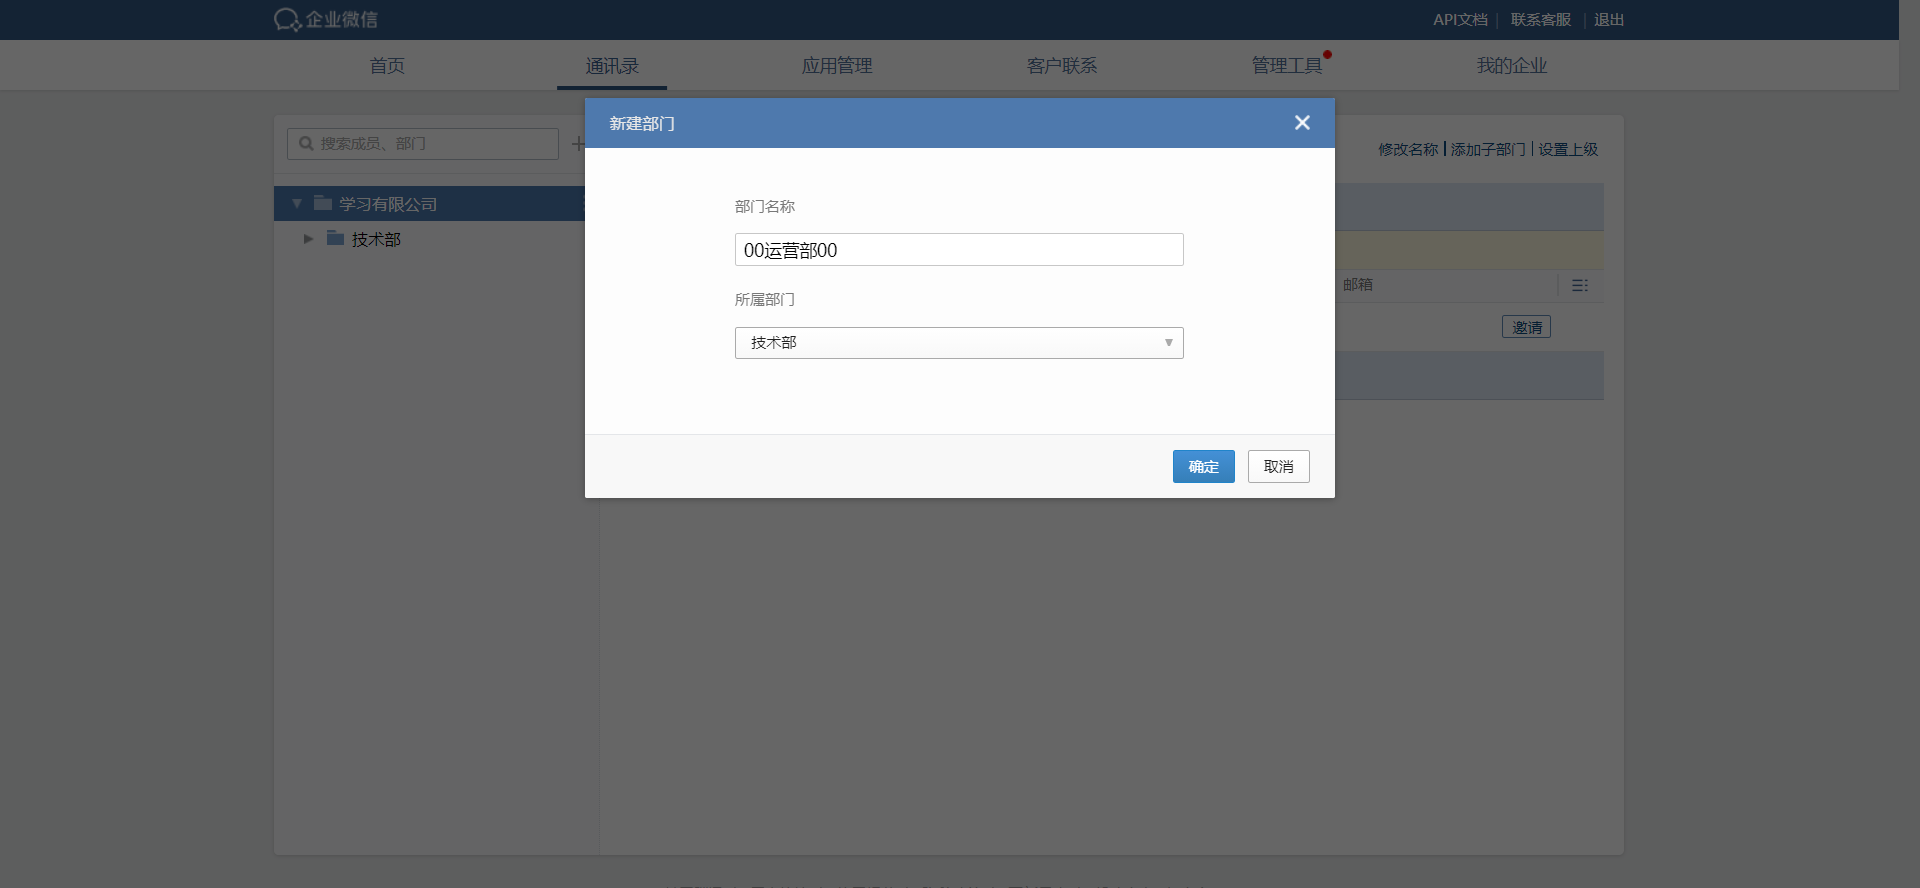 企业微信
API文档 | 联系客服 | 退出
首页 通讯录 应用管理 客户联系 管理工具 我的企业
新建部门
搜索成员、部门
修改名称 | 添加子部门 | 设置上级
学习有限公司
技术部
部门名称
00运营部00
所属部门
技术部
邮箱
邀请
确定 取消